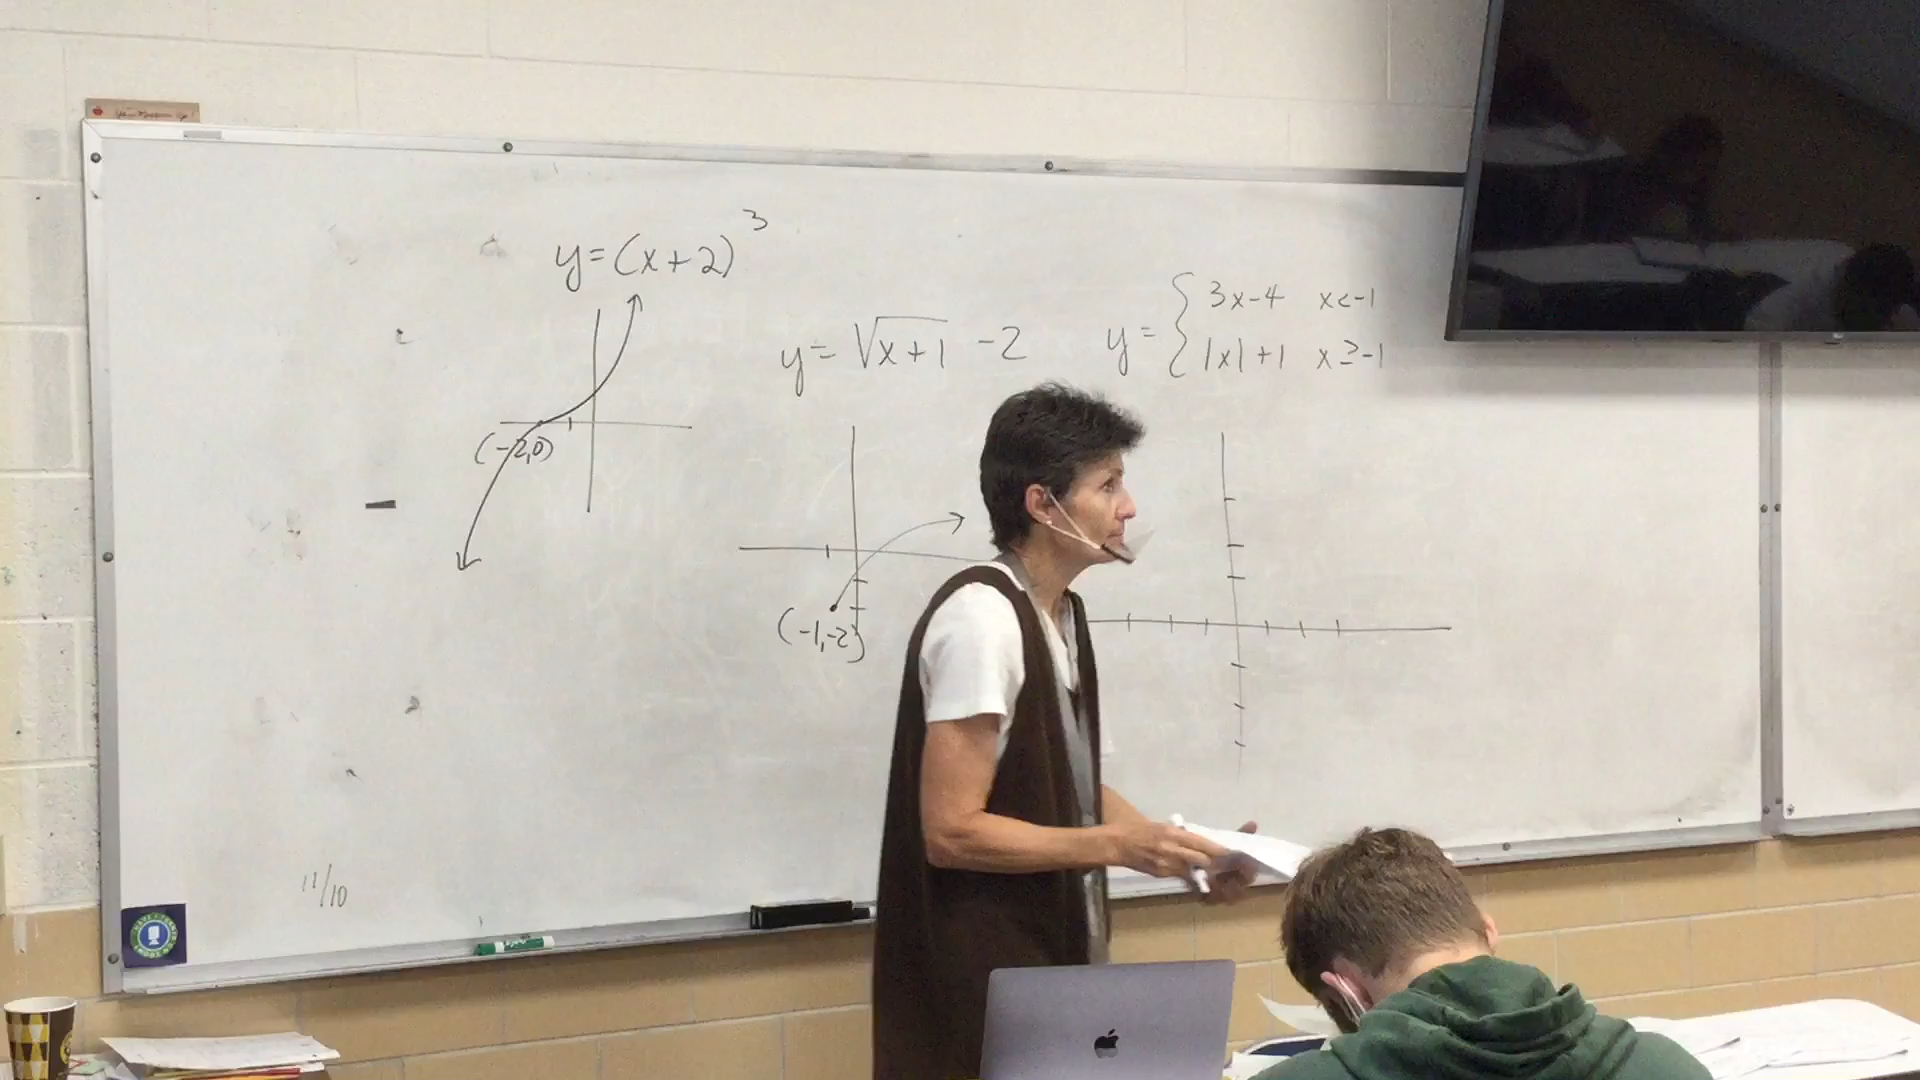 y=(x+2)³
(-2,0)
y=√x+1 -2
(-1,-2)
y={3x-4 x<-1
|x|+1 x≥-1
11/10